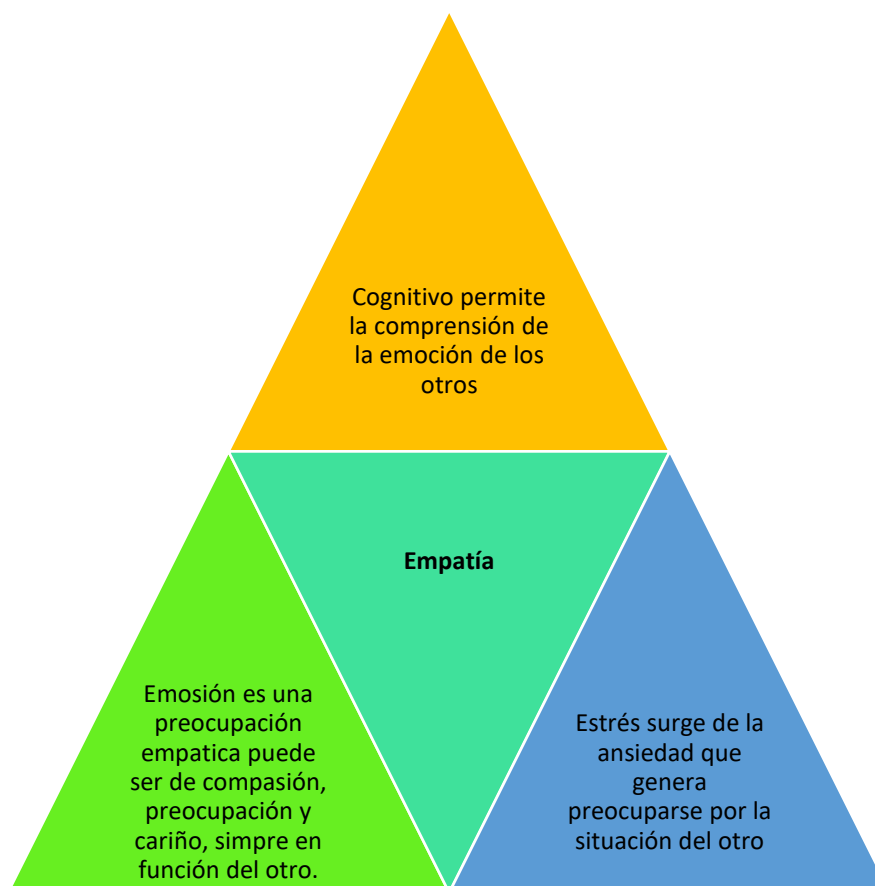 Cognitivo permite
la comprensión de
la emoción de los
otros
Empatía
Emosión es una
preocupación
empatica puede
ser de compasión,
preocupación y
cariño, simpre en
función del otro.
Estrés surge de la
ansiedad que
genera
preocuparse por la
situación del otro